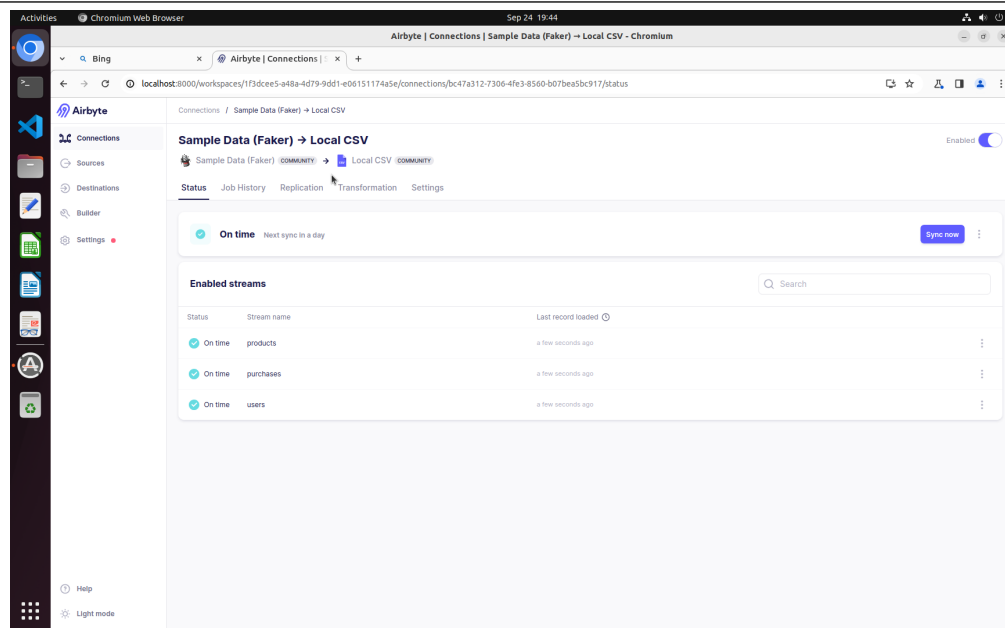 Activities
Chromium Web Browser
Sep 24 19:44
Airbyte | Connections | Sample Data (Faker) → Local CSV - Chromium
Bing
Airbyte | Connections |
localhost:8000/workspaces/1f3dcee5-a48a-4d79-9dd1-e06151174a5e/connections/bc47a312-7306-4fe3-8560-b07bea5bc917/status
Airbyte
Connections / Sample Data (Faker) → Local CSV
Connections
Sources
Destinations
Builder
Settings
Sample Data (Faker) → Local CSV
Enabled
Sample Data (Faker) COMMUNITY → Local CSV COMMUNITY
Status Job History Replication Transformation Settings
On time Next sync in a day
Sync now
Enabled streams
Search
Status Stream name Last record loaded
On time products a few seconds ago
On time purchases a few seconds ago
On time users a few seconds ago
Help
Light mode